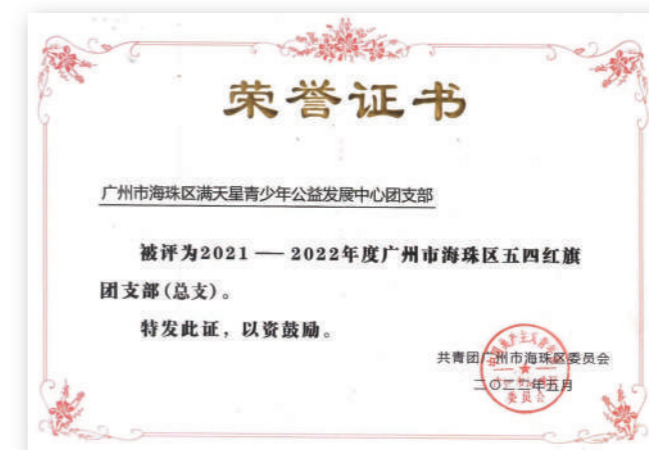 荣誉证书
广州市海珠区满天星青少年公益发展中心团支部
被评为2021 — 2022年度广州市海珠区五四红旗
团支部(总支)。
特发此证，以资鼓励。
共青团广州市海珠区委员会
二〇二二年五月
委员会